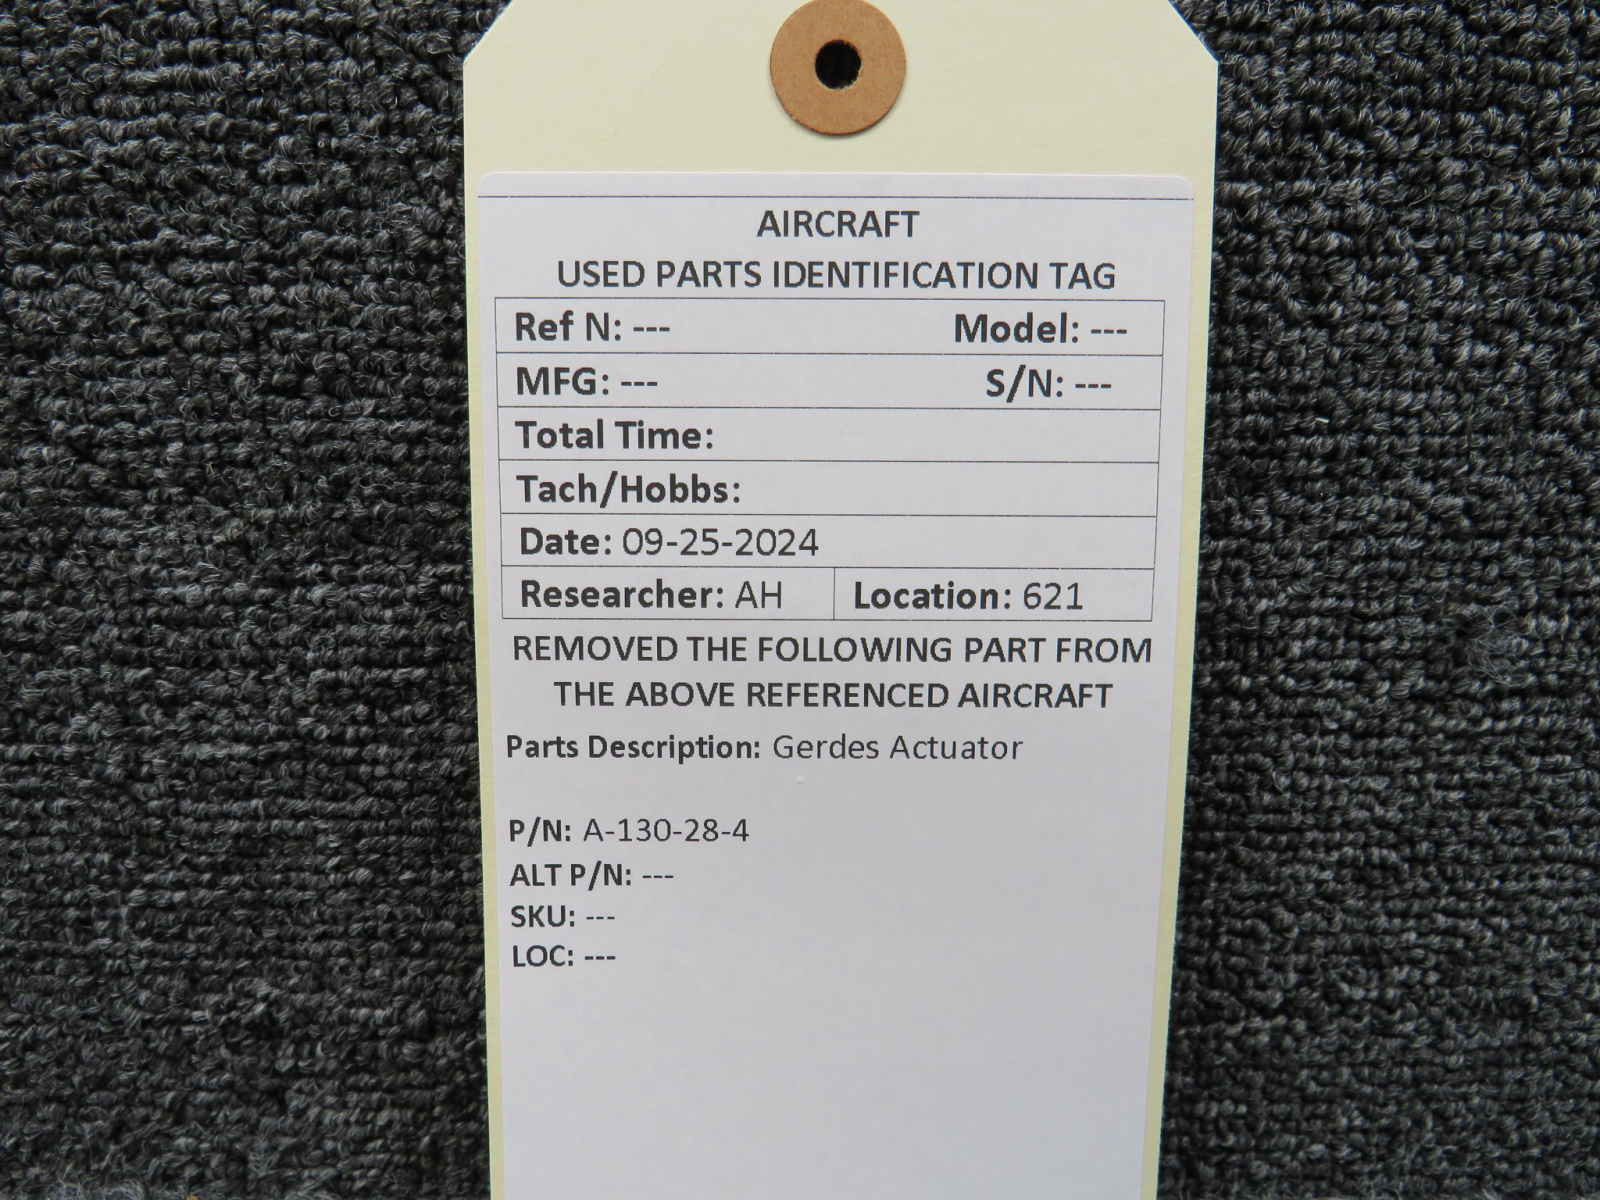 AIRCRAFT
USED PARTS IDENTIFICATION TAG
Ref N: --- Model: ---
MFG: --- S/N: ---
Total Time:
Tach/Hobbs:
Date: 09-25-2024
Researcher: AH Location: 621
REMOVED THE FOLLOWING PART FROM
THE ABOVE REFERENCED AIRCRAFT
Parts Description: Gerdes Actuator
P/N: A-130-28-4
ALT P/N: ---
SKU: ---
LOC: ---